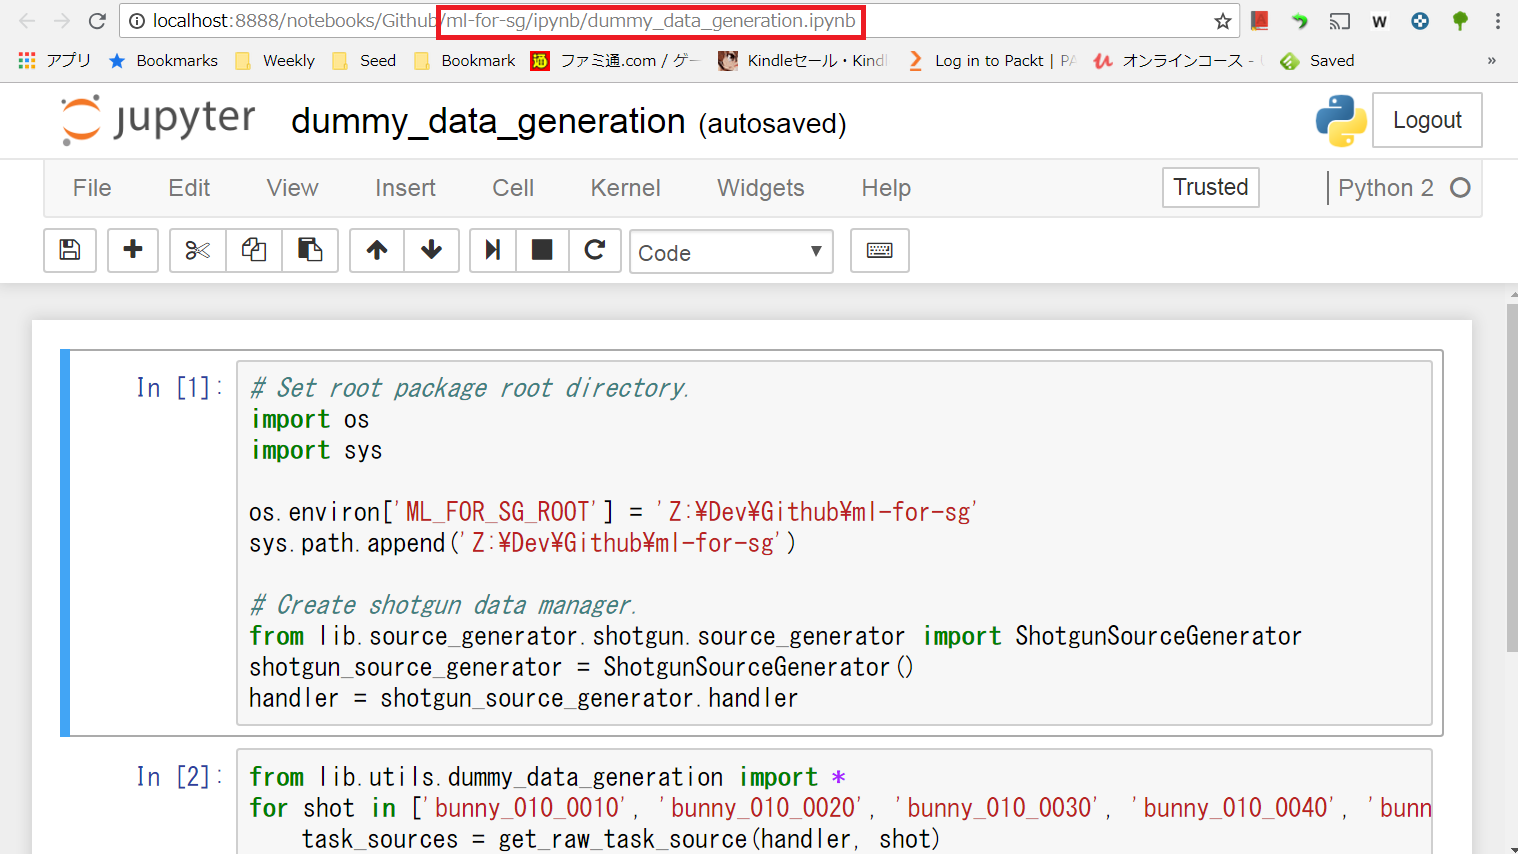 localhost:8888/notebooks/Github/ml-for-sg/ipynb/dummy_data_generation.ipynb
W
アプリ Bookmarks Weekly Seed Bookmark ファミ通.com / ゲー Kindleセール・Kindl Log in to Packt | PA オンラインコース - Saved »
jupyter dummy_data_generation (autosaved) Logout
File Edit View Insert Cell Kernel Widgets Help Trusted Python 2
Code
In [1]:
# Set root package root directory.
import os
import sys
os.environ['ML_FOR_SG_ROOT'] = 'Z:¥Dev¥Github¥ml-for-sg'
sys.path.append('Z:¥Dev¥Github¥ml-for-sg')
# Create shotgun data manager.
from lib.source_generator.shotgun.source_generator import ShotgunSourceGenerator
shotgun_source_generator = ShotgunSourceGenerator()
handler = shotgun_source_generator.handler
In [2]:
from lib.utils.dummy_data_generation import *
for shot in ['bunny_010_0010', 'bunny_010_0020', 'bunny_010_0030', 'bunny_010_0040', 'bunn
task_sources = get_raw_task_source(handler, shot)